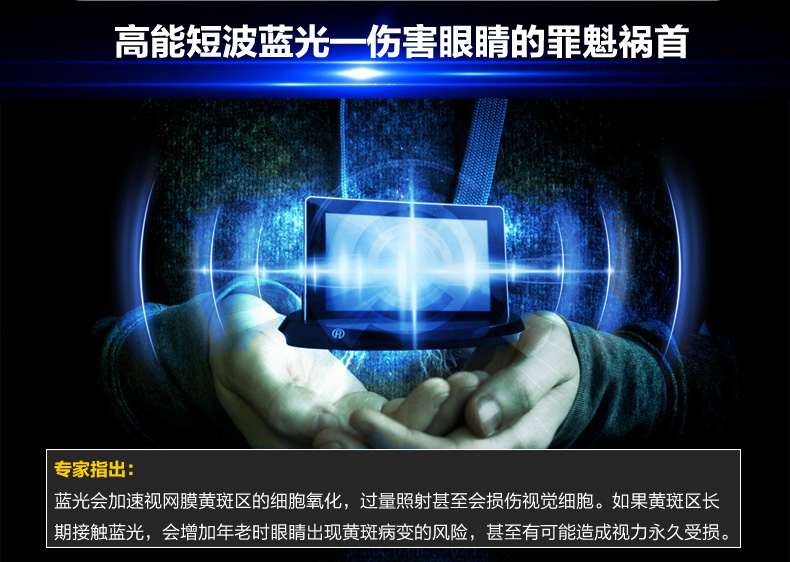 高能短波蓝光—伤害眼睛的罪魁祸首
®
专家指出：
蓝光会加速视网膜黄斑区的细胞氧化，过量照射甚至会损伤视觉细胞。如果黄斑区长
期接触蓝光，会增加年老时眼睛出现黄斑病变的风险，甚至有可能造成视力永久受损。